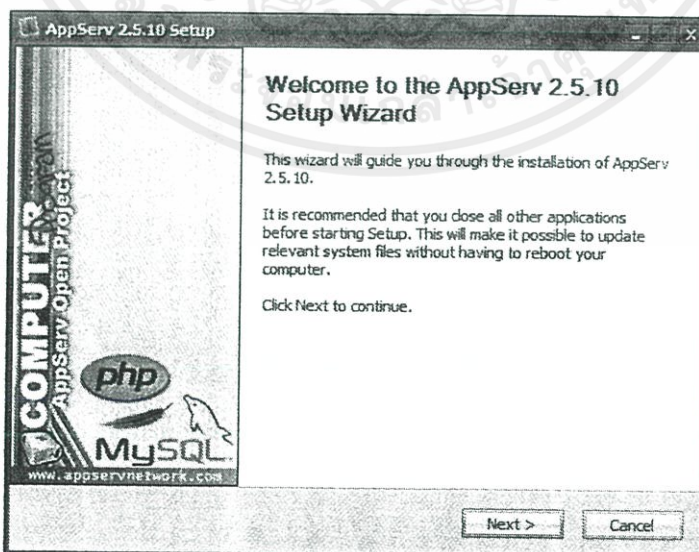 AppServ 2.5.10 Setup
Welcome to the AppServ 2.5.10
Setup Wizard
This wizard will guide you through the installation of AppServ
2.5.10.
It is recommended that you close all other applications
before starting Setup. This will make it possible to update
relevant system files without having to reboot your
computer.
Click Next to continue.
COMPUTER
AppServ Open Project
php
MySQL
www.appservnetwork.com
Next >
Cancel